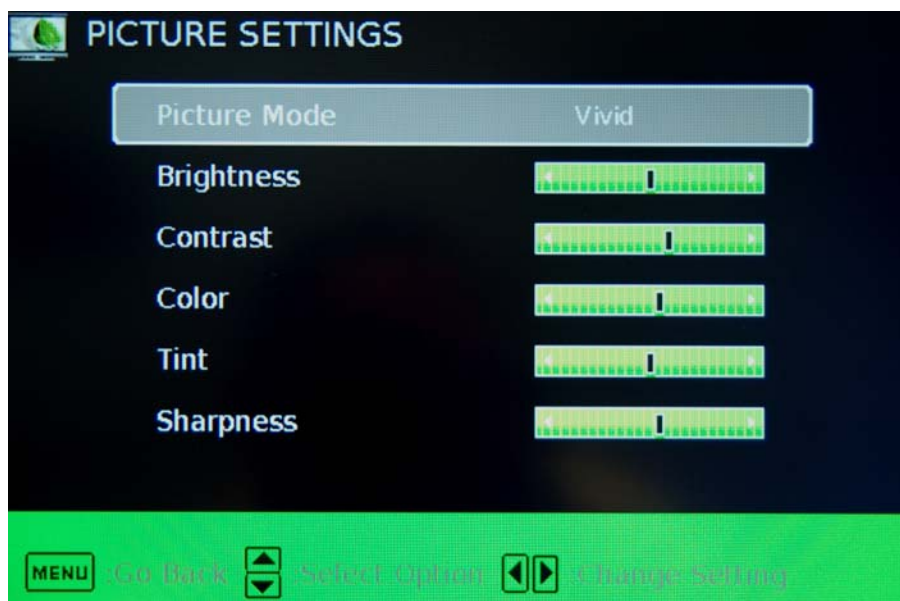 PICTURE SETTINGS
Picture Mode Vivid
Brightness
Contrast
Color
Tint
Sharpness
MENU :Go Back :Select Option :Change Setting